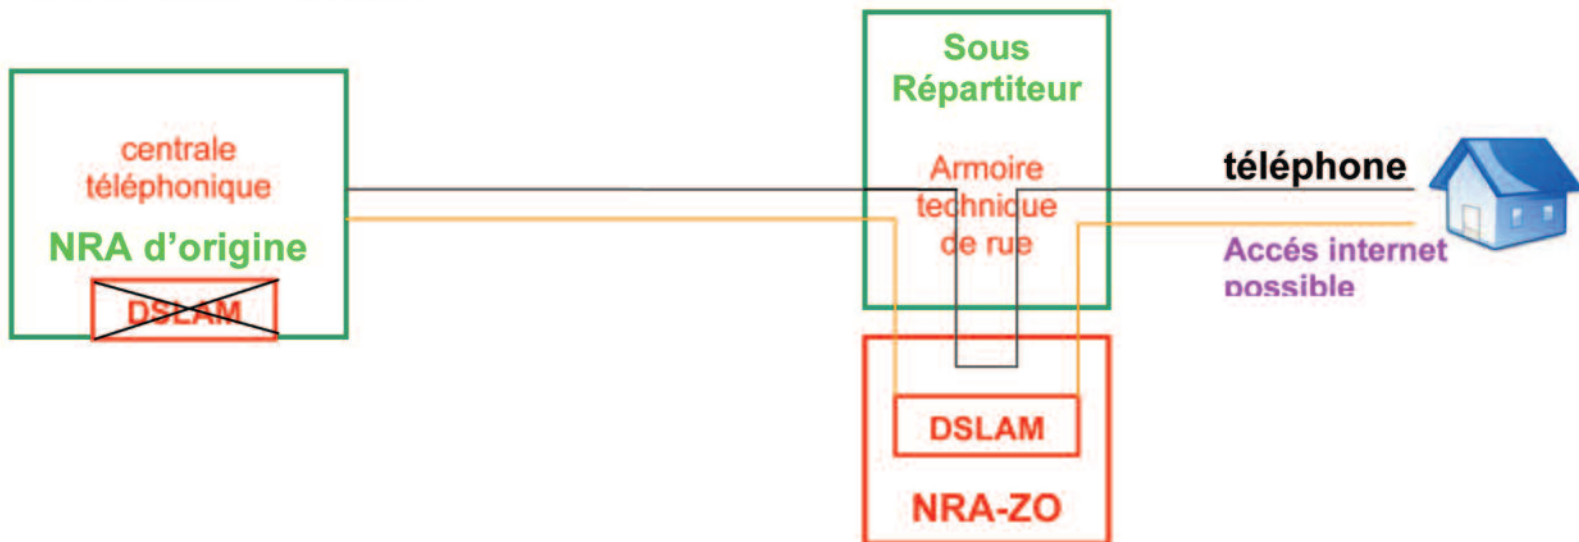 centrale
téléphonique
NRA d'origine
DSLAM
Sous
Répartiteur
Armoire
technique
de rue
DSLAM
NRA-ZO
téléphone
Accés internet
possible